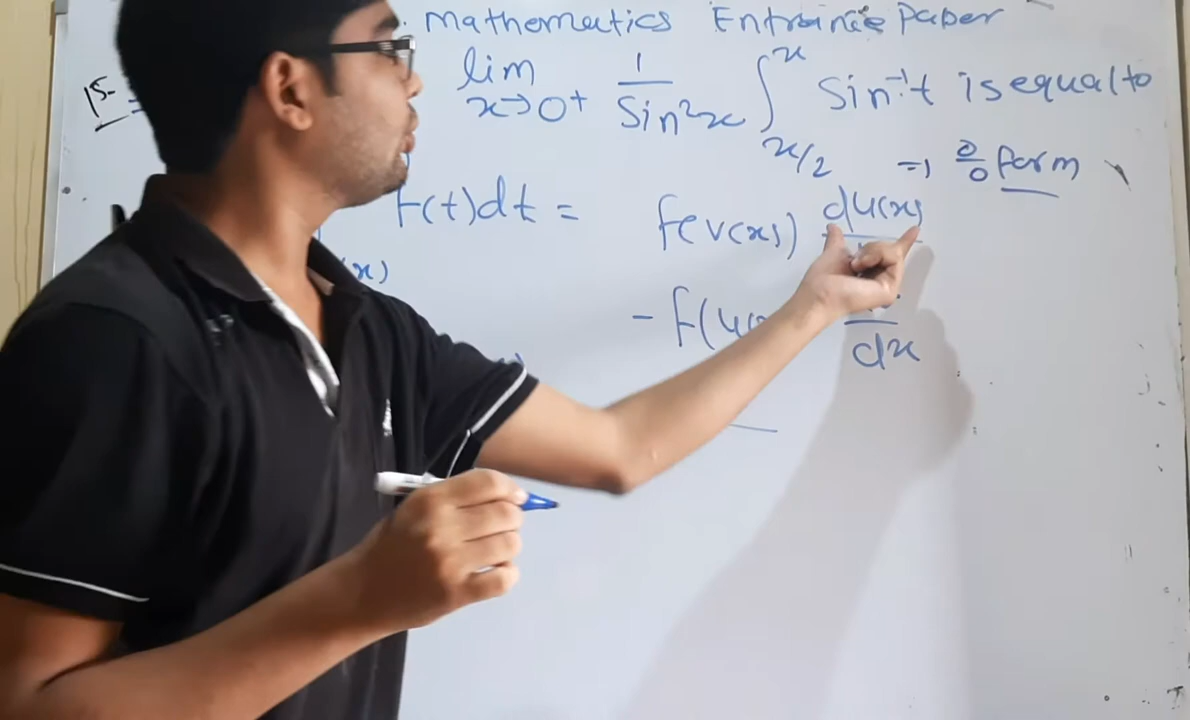 Mathematics Entrance Paper
15-
lim x→0+ 1/Sin²x ∫ x/2 x Sin⁻¹t is equal to
⇒ 0/0 form
f(t)dt = f(v(x)) dv(x)
(x)
- f(u(
dx